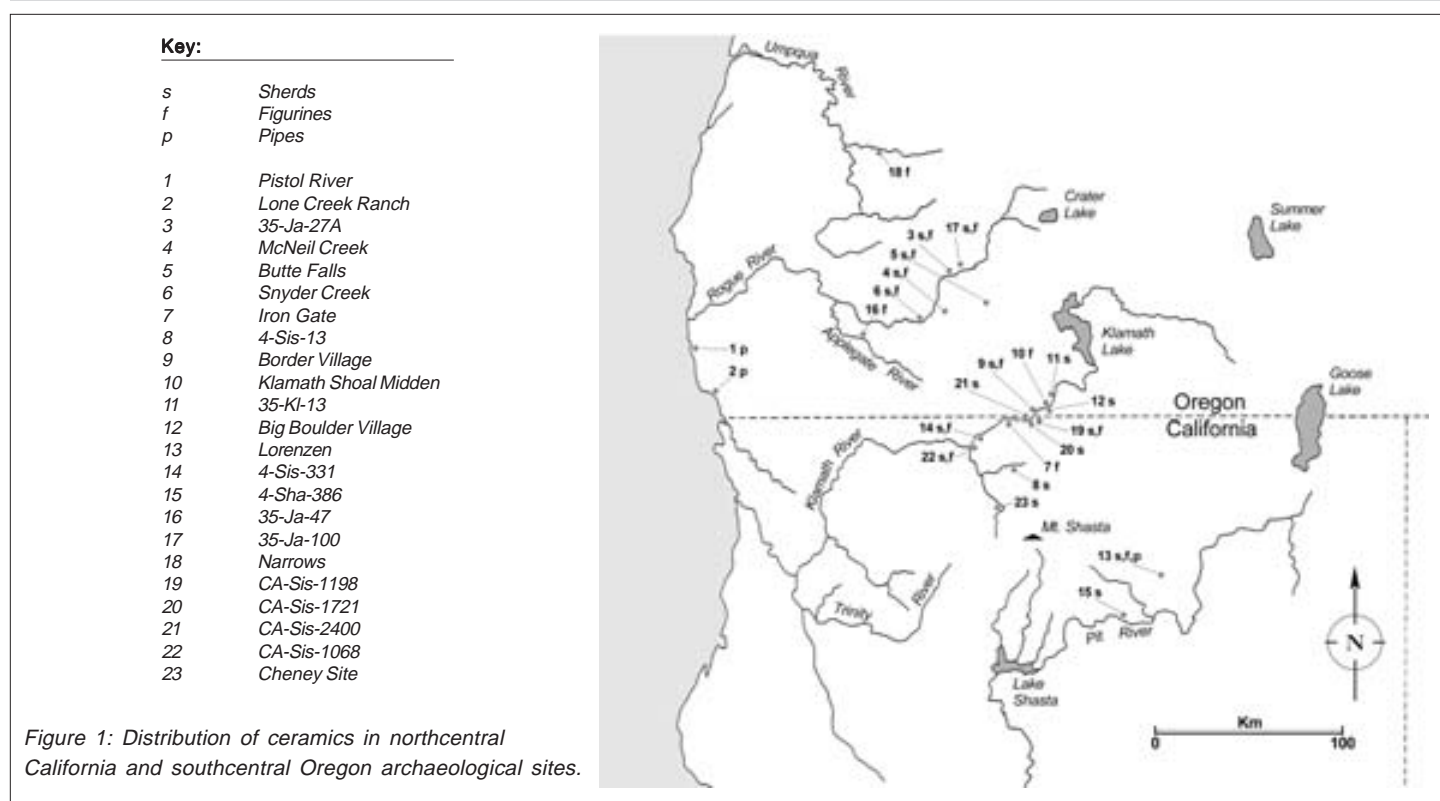 Key:
s Sherds
f Figurines
p Pipes
1 Pistol River
2 Lone Creek Ranch
3 35-Ja-27A
4 McNeil Creek
5 Butte Falls
6 Snyder Creek
7 Iron Gate
8 4-Sis-13
9 Border Village
10 Klamath Shoal Midden
11 35-Kl-13
12 Big Boulder Village
13 Lorenzen
14 4-Sis-331
15 4-Sha-386
16 35-Ja-47
17 35-Ja-100
18 Narrows
19 CA-Sis-1198
20 CA-Sis-1721
21 CA-Sis-2400
22 CA-Sis-1068
23 Cheney Site
Figure 1: Distribution of ceramics in northcentral
California and southcentral Oregon archaeological sites.
Umpqua
River
18 f
Crater
Lake
Summer
Lake
3 s,f
17 s,f
5 s,f
4 s,f
6 s,f
16 f
Rogue River
Applegate River
Klamath
Lake
1 p
2 p
10 f
11 s
9 s,f
21 s
12 s
Goose
Lake
Oregon
California
14 s,f
19 s,f
20 s
22 s,f
7 f
8 s
23 s
Klamath River
Mt. Shasta
13 s,f,p
15 s
Pit River
Trinity
River
Lake
Shasta
N
Km
0 100